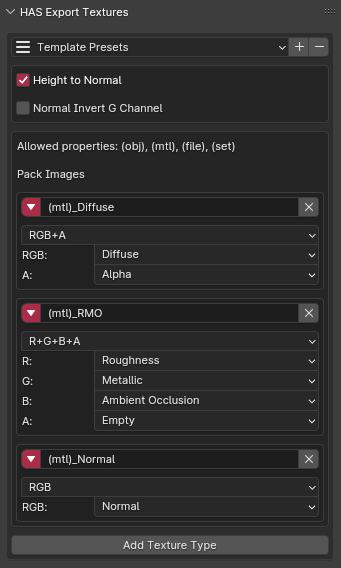 HAS Export Textures
Template Presets
Height to Normal
Normal Invert G Channel
Allowed properties: (obj), (mtl), (file), (set)
Pack Images
(mtl)_Diffuse
RGB+A
RGB: Diffuse
A: Alpha
(mtl)_RMO
R+G+B+A
R: Roughness
G: Metallic
B: Ambient Occlusion
A: Empty
(mtl)_Normal
RGB
RGB: Normal
Add Texture Type